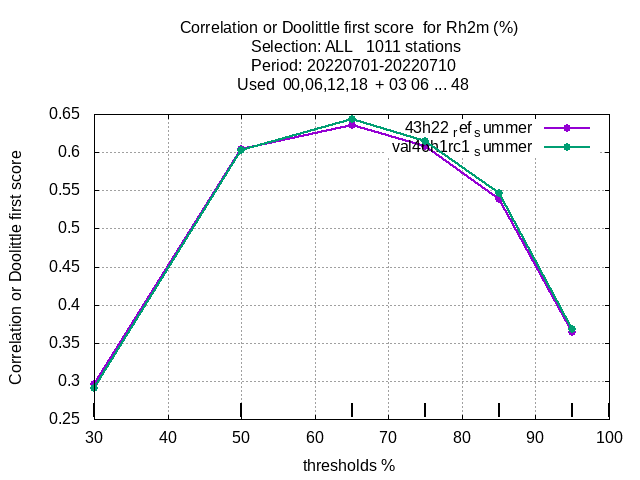 Correlation or Doolittle first score  for Rh2m (%)
Selection: ALL   1011 stations
Period: 20220701-20220710
Used  00,06,12,18  + 03 06 ... 48
Correlation or Doolittle first score
0.65
0.6
0.55
0.5
0.45
0.4
0.35
0.3
0.25
43h22 ref summer
val46h1rc1 summer
30 40 50 60 70 80 90 100
thresholds %